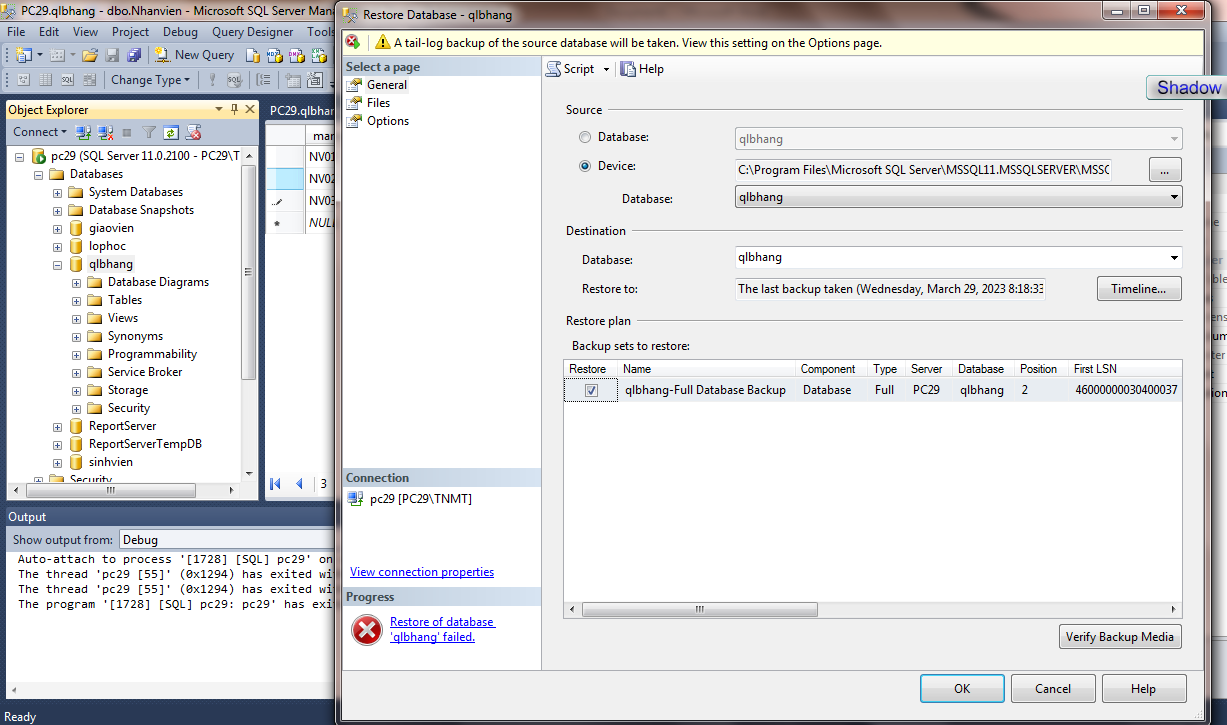 PC29.qlbhang - dbo.Nhanvien - Microsoft SQL Server Mana
File Edit View Project Debug Query Designer Tools
New Query
Change Type
Object Explorer
Connect
pc29 (SQL Server 11.0.2100 - PC29\T
Databases
System Databases
Database Snapshots
giaovien
lophoc
qlbhang
Database Diagrams
Tables
Views
Synonyms
Programmability
Service Broker
Storage
Security
ReportServer
ReportServerTempDB
sinhvien
Security
PC29.qlbhan
man
NV01
NV02
NV03
NULL
3
Output
Show output from: Debug
Auto-attach to process '[1728] [SQL] pc29' on
The thread 'pc29 [55]' (0x1294) has exited wi
The thread 'pc29 [55]' (0x1294) has exited wi
The program '[1728] [SQL] pc29: pc29' has exi
Ready
Restore Database - qlbhang
A tail-log backup of the source database will be taken. View this setting on the Options page.
Select a page
General
Files
Options
Connection
pc29 [PC29\TNMT]
View connection properties
Progress
Restore of database
'qlbhang' failed.
Script Help
Shadow
Source
Database: qlbhang
Device: C:\Program Files\Microsoft SQL Server\MSSQL11.MSSQLSERVER\MSSC
...
Database: qlbhang
Destination
Database: qlbhang
Restore to: The last backup taken (Wednesday, March 29, 2023 8:18:33
Timeline...
Restore plan
Backup sets to restore:
Restore Name Component Type Server Database Position First LSN
qlbhang-Full Database Backup Database Full PC29 qlbhang 2 46000000030400037
Verify Backup Media
OK Cancel Help